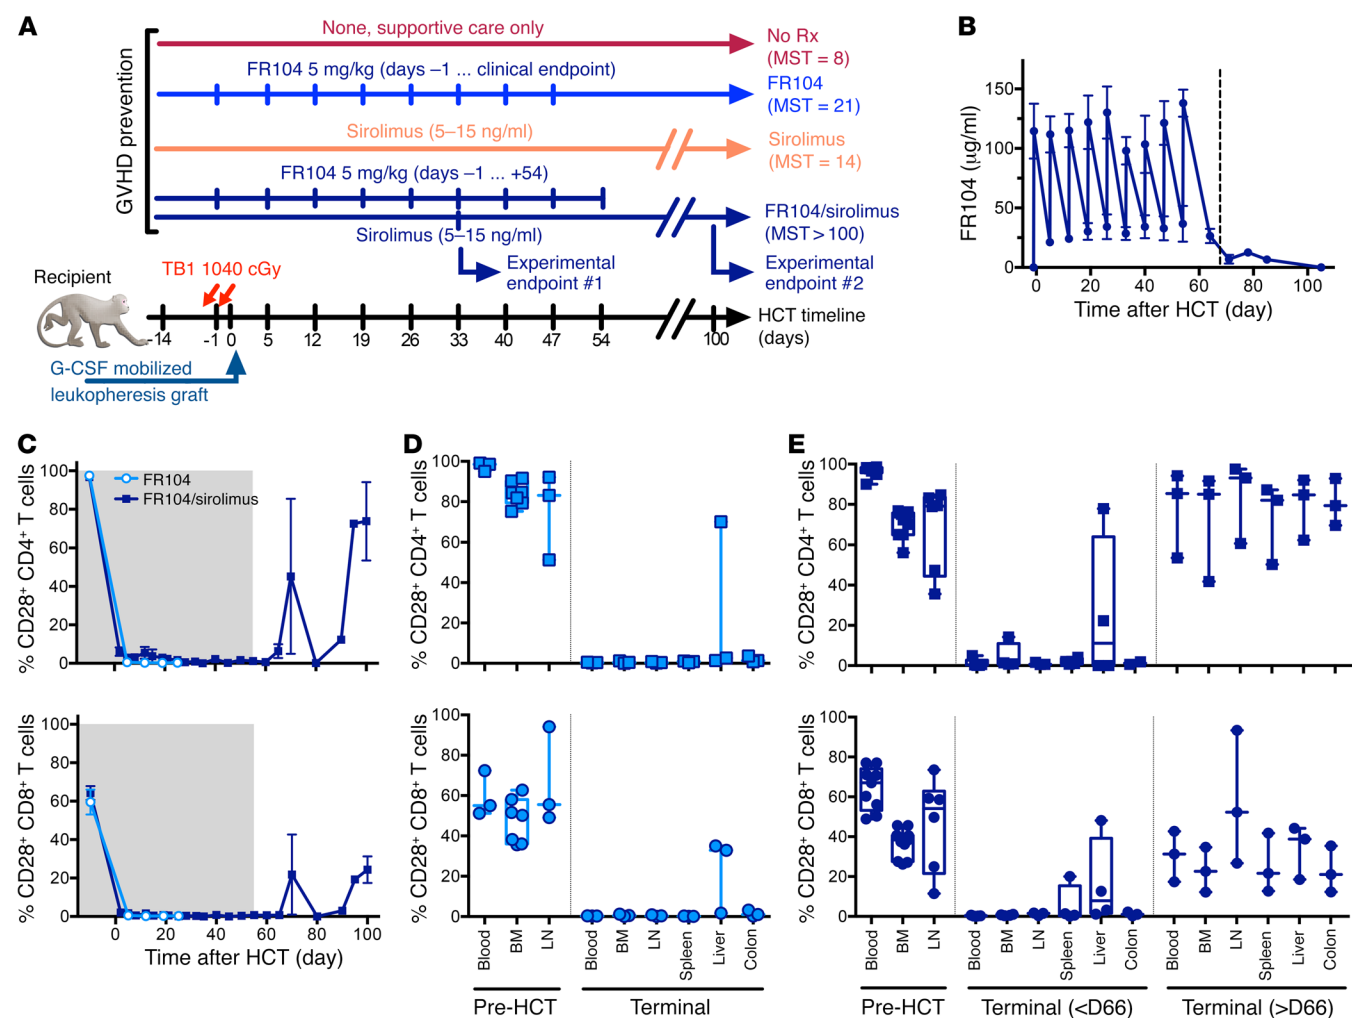 A
GVHD prevention
None, supportive care only
No Rx
(MST = 8)
FR104 5 mg/kg (days –1 ... clinical endpoint)
FR104
(MST = 21)
Sirolimus (5–15 ng/ml)
Sirolimus
(MST = 14)
FR104 5 mg/kg (days –1 ... +54)
FR104/sirolimus
(MST > 100)
Sirolimus (5–15 ng/ml)
Experimental
endpoint #1
Experimental
endpoint #2
Recipient
TB1 1040 cGy
HCT timeline
(days)
-14 -1 0 5 12 19 26 33 40 47 54 100
G-CSF mobilized
leukopheresis graft
B
FR104 (µg/ml)
150
100
50
0
0 20 40 60 80 100
Time after HCT (day)
C
% CD28⁺ CD4⁺ T cells
100
80
60
40
20
0
FR104
FR104/sirolimus
% CD28⁺ CD8⁺ T cells
100
80
60
40
20
0
0 20 40 60 80 100
Time after HCT (day)
D
% CD28⁺ CD4⁺ T cells
100
80
60
40
20
0
% CD28⁺ CD8⁺ T cells
100
80
60
40
20
0
Blood BM LN Blood BM LN Spleen Liver Colon
Pre-HCT Terminal
E
% CD28⁺ CD4⁺ T cells
100
80
60
40
20
0
% CD28⁺ CD8⁺ T cells
100
80
60
40
20
0
Blood BM LN Blood BM LN Spleen Liver Colon Blood BM LN Spleen Liver Colon
Pre-HCT Terminal (<D66) Terminal (>D66)